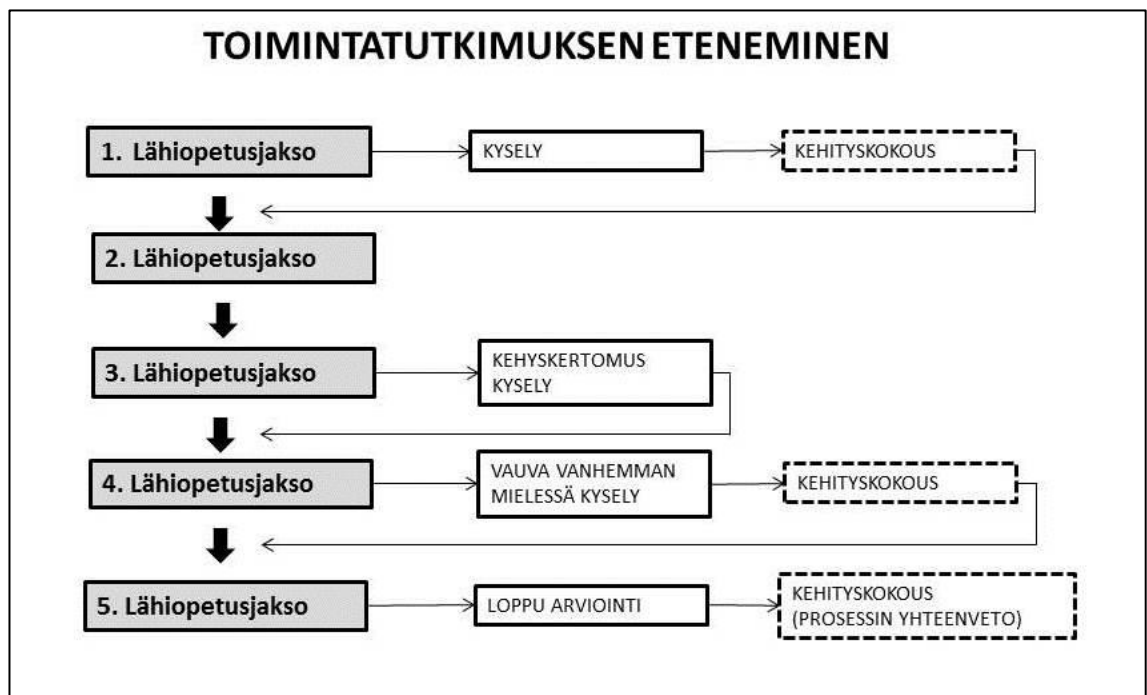 TOIMINTATUTKIMUKSEN ETENEMINEN
1. Lähiopetusjakso
KYSELY
KEHITYSKOKOUS
2. Lähiopetusjakso
3. Lähiopetusjakso
KEHYSKERTOMUS
KYSELY
4. Lähiopetusjakso
VAUVA VANHEMMAN
MIELESSÄ KYSELY
KEHITYSKOKOUS
5. Lähiopetusjakso
LOPPU ARVIOINTI
KEHITYSKOKOUS
(PROSESSIN YHTEENVETO)